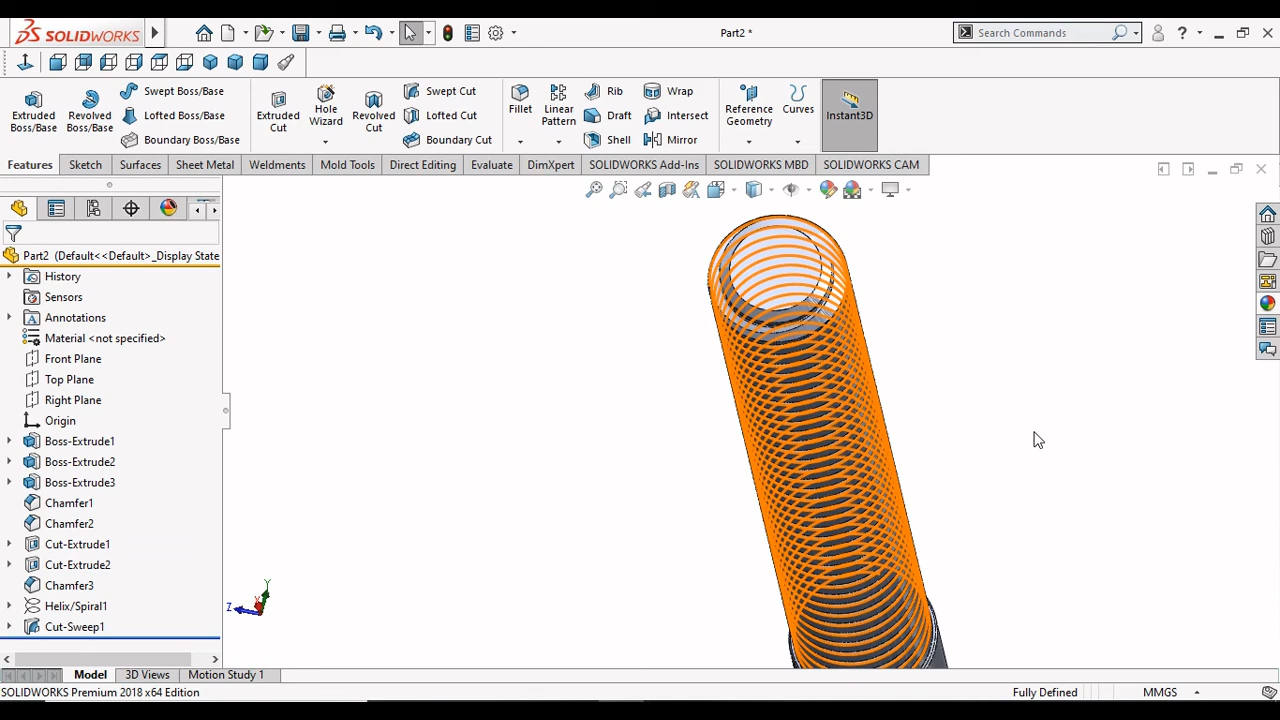 SOLIDWORKS
Part2 *
Search Commands
Extruded Boss/Base
Revolved Boss/Base
Swept Boss/Base
Lofted Boss/Base
Boundary Boss/Base
Extruded Cut
Hole Wizard
Revolved Cut
Swept Cut
Lofted Cut
Boundary Cut
Fillet
Linear Pattern
Rib
Draft
Shell
Wrap
Intersect
Mirror
Reference Geometry
Curves
Instant3D
Features Sketch Surfaces Sheet Metal Weldments Mold Tools Direct Editing Evaluate DimXpert SOLIDWORKS Add-Ins SOLIDWORKS MBD SOLIDWORKS CAM
Part2 (Default<<Default>_Display State
History
Sensors
Annotations
Material <not specified>
Front Plane
Top Plane
Right Plane
Origin
Boss-Extrude1
Boss-Extrude2
Boss-Extrude3
Chamfer1
Chamfer2
Cut-Extrude1
Cut-Extrude2
Chamfer3
Helix/Spiral1
Cut-Sweep1
Y
X
Z
Model 3D Views Motion Study 1
SOLIDWORKS Premium 2018 x64 Edition
Fully Defined
MMGS